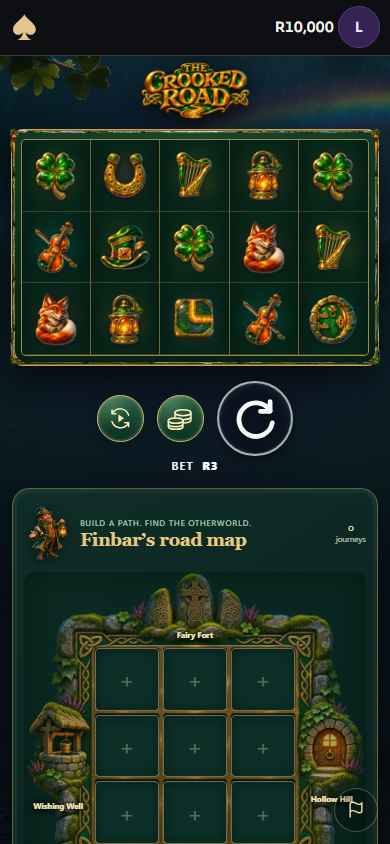 R10,000
L
THE
CROOKED
ROAD
BET R3
BUILD A PATH. FIND THE OTHERWORLD.
Finbar's road map
0
journeys
Fairy Fort
+ + +
+ + +
Wishing Well
Hollow Hill
+ + +